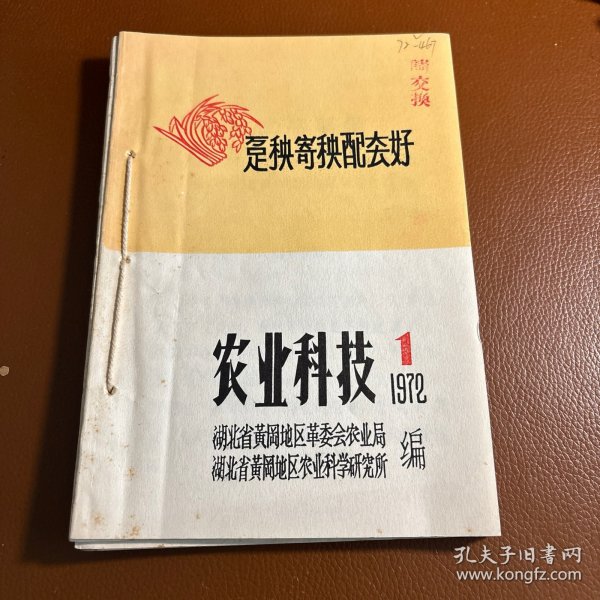 72-467
請交换
蒫秧寄秧配套好
农业科技 1
1972
湖北省黄冈地区革委会农业局
湖北省黄冈地区农业科学研究所
编
孔夫子旧书网
www.kongfz.com